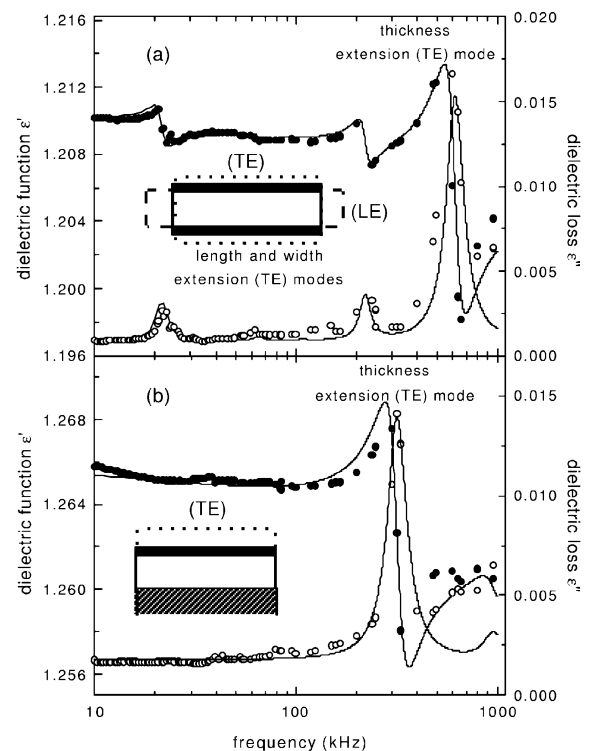 thickness
extension (TE) mode
(a)
1.216
1.212
1.208
1.204
1.200
1.196
dielectric function ε'
0.020
0.015
0.010
0.005
0.000
dielectric loss ε"
(TE)
(LE)
length and width
extension (TE) modes
thickness
extension (TE) mode
(b)
1.268
1.264
1.260
1.256
dielectric function ε'
0.015
0.010
0.005
0.000
dielectric loss ε"
(TE)
10 100 1000
frequency (kHz)